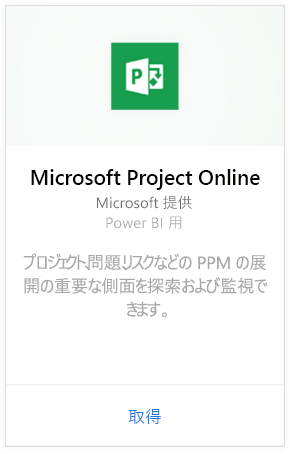 Microsoft Project Online
Microsoft 提供
Power BI 用
プロジェクト、問題、リスクなどの PPM の展
開の重要な側面を探索および監視で
きます。
取得